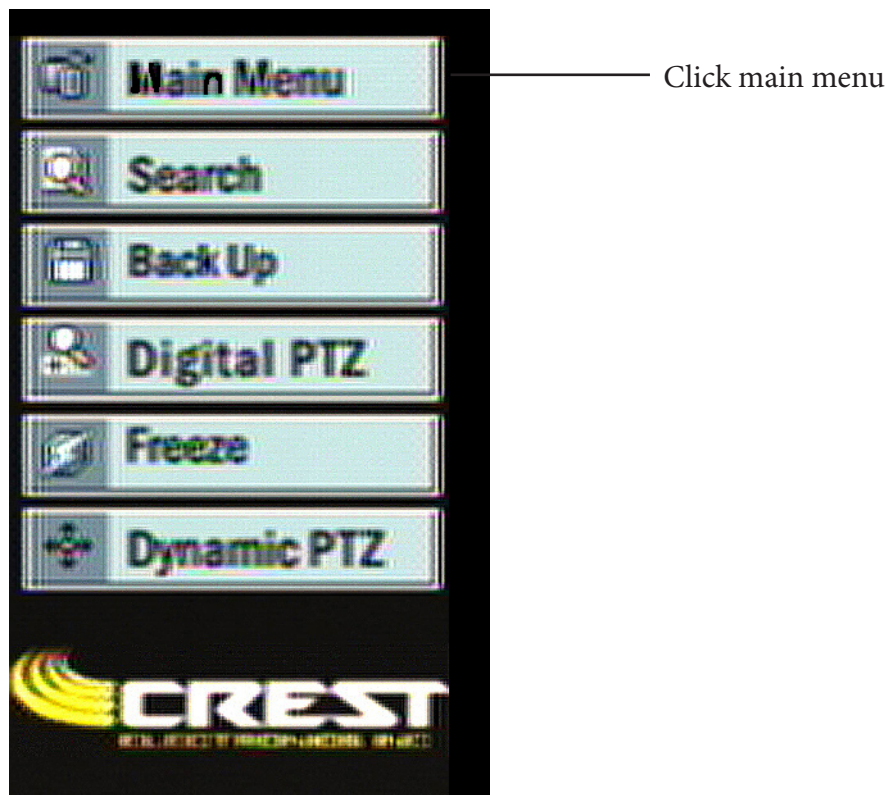 Main Menu
Click main menu
Search
Back Up
Digital PTZ
Freeze
Dynamic PTZ
CREST